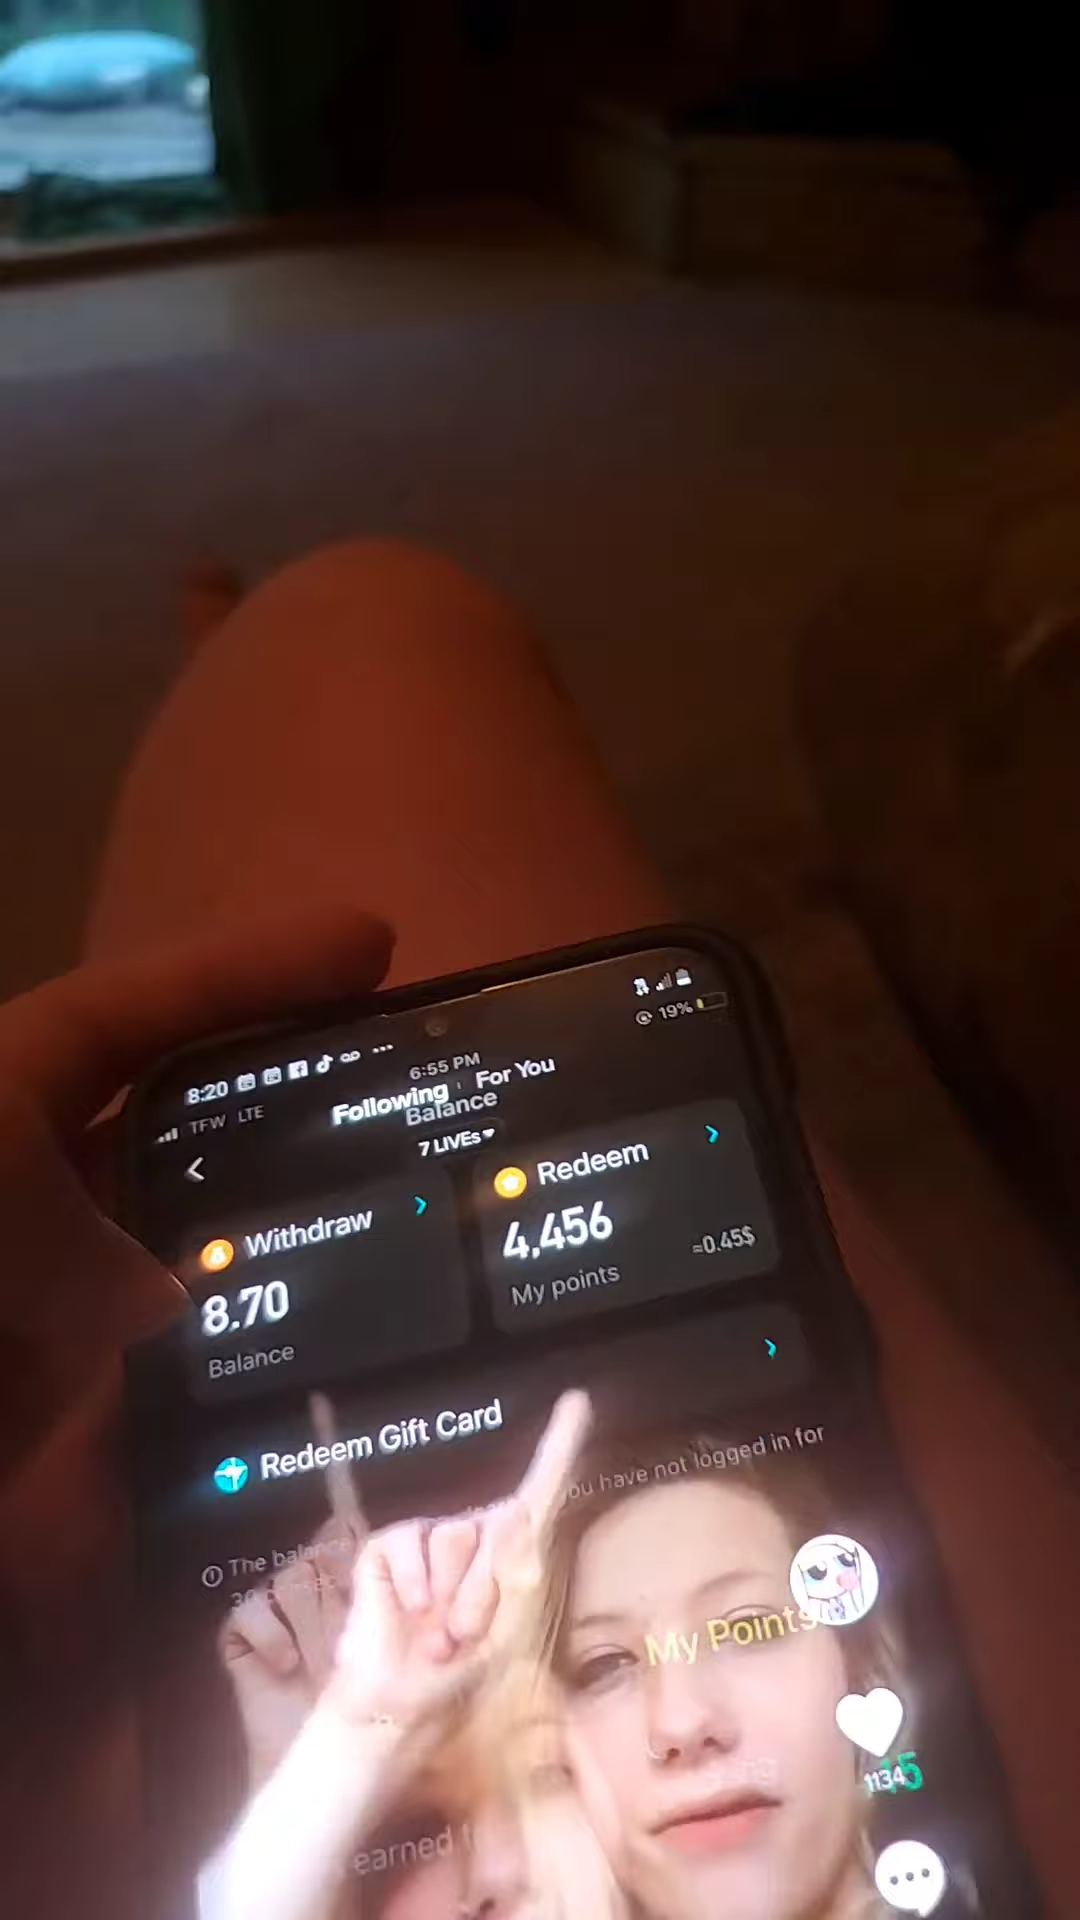 8:20
6:55 PM
19%
TFW LTE
Following For You
Balance
7 LIVEs
Withdraw
8.70
Balance
Redeem
4,456
≈0.45$
My points
Redeem Gift Card
The balance
you have not logged in for
My Points
1134
earned